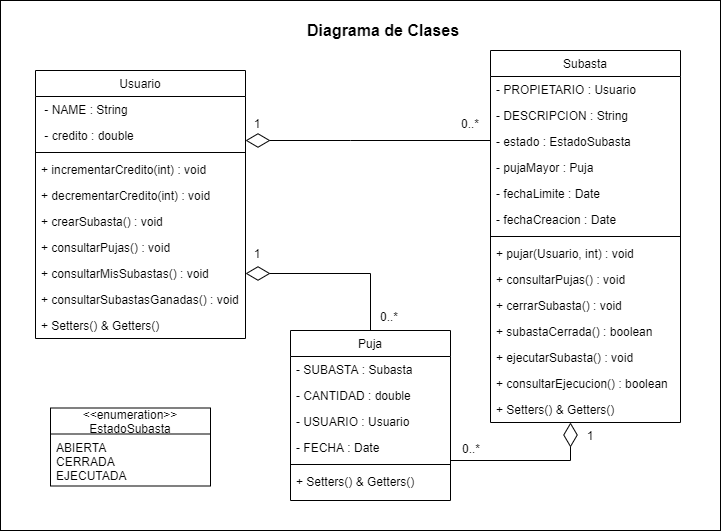 Diagrama de Clases
Usuario
- NAME : String
- credito : double
+ incrementarCredito(int) : void
+ decrementarCredito(int) : void
+ crearSubasta() : void
+ consultarPujas() : void
+ consultarMisSubastas() : void
+ consultarSubastasGanadas() : void
+ Setters() & Getters()
1
0..*
1
0..*
Subasta
- PROPIETARIO : Usuario
- DESCRIPCION : String
- estado : EstadoSubasta
- pujaMayor : Puja
- fechaLimite : Date
- fechaCreacion : Date
+ pujar(Usuario, int) : void
+ consultarPujas() : void
+ cerrarSubasta() : void
+ subastaCerrada() : boolean
+ ejecutarSubasta() : void
+ consultarEjecucion() : boolean
+ Setters() & Getters()
Puja
- SUBASTA : Subasta
- CANTIDAD : double
- USUARIO : Usuario
- FECHA : Date
+ Setters() & Getters()
0..*
1
<<enumeration>>
EstadoSubasta
ABIERTA
CERRADA
EJECUTADA